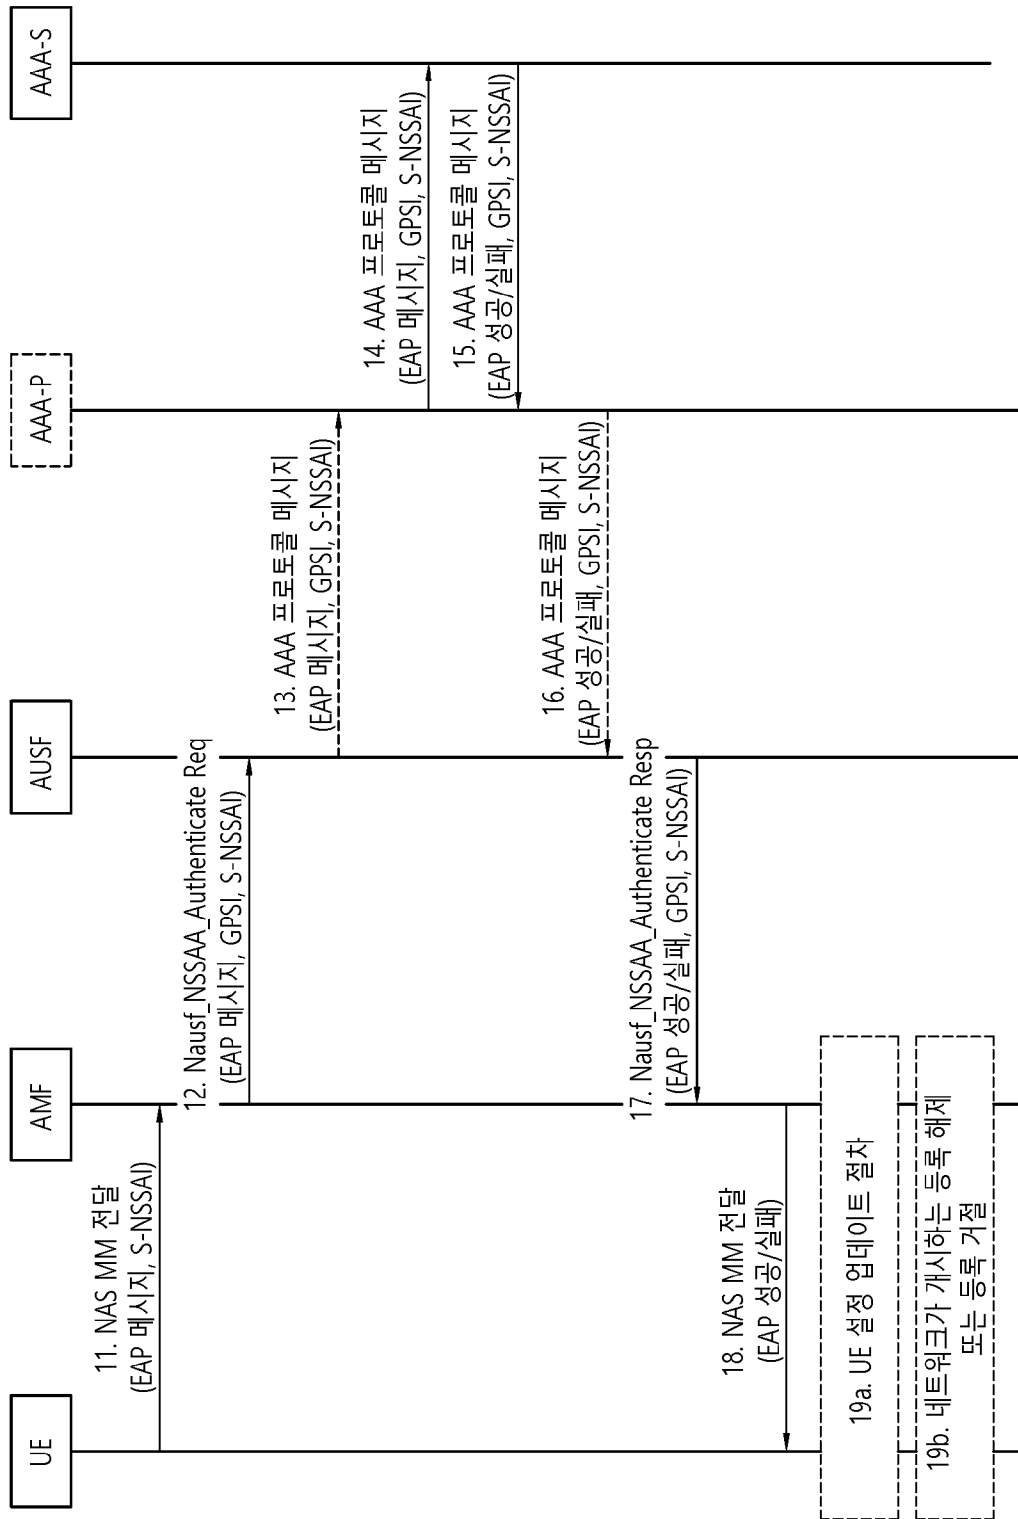 UE
AMF
AUSF
AAA-P
AAA-S
11. NAS MM 전달
(EAP 메시지, S-NSSAI)
12. Nausf_NSSAA_Authenticate Req
(EAP 메시지, GPSI, S-NSSAI)
13. AAA 프로토콜 메시지
(EAP 메시지, GPSI, S-NSSAI)
14. AAA 프로토콜 메시지
(EAP 메시지, GPSI, S-NSSAI)
15. AAA 프로토콜 메시지
(EAP 성공/실패, GPSI, S-NSSAI)
16. AAA 프로토콜 메시지
(EAP 성공/실패, GPSI, S-NSSAI)
17. Nausf_NSSAA_Authenticate Resp
(EAP 성공/실패, GPSI, S-NSSAI)
18. NAS MM 전달
(EAP 성공/실패)
19a. UE 설정 업데이트 절차
19b. 네트워크가 개시하는 등록 해제
또는 등록 거절